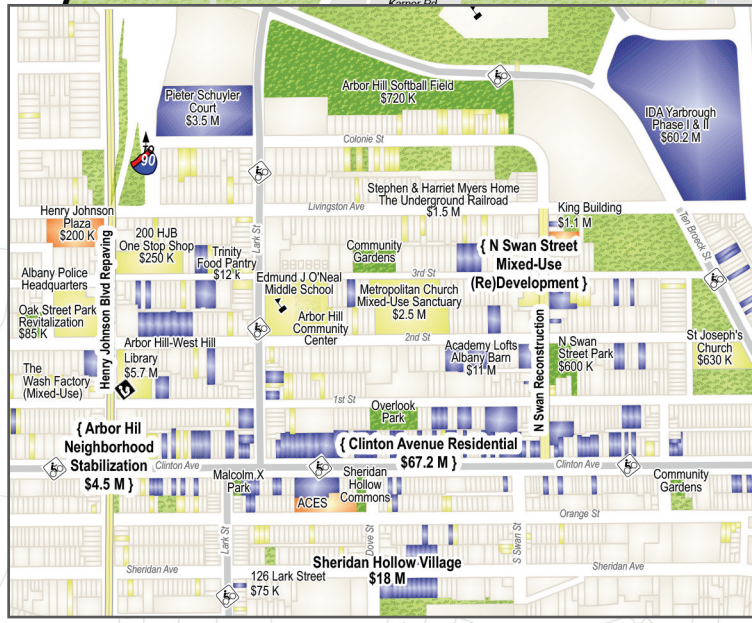 Karner Rd
Pieter Schuyler
Court
$3.5 M
Arbor Hill Softball Field
$720 K
IDA Yarbrough
Phase I & II
$60.2 M
TO
90
Colonie St
Stephen & Harriet Myers Home
The Underground Railroad
$1.5 M
Livingston Ave
Henry Johnson
Plaza
$200 K
King Building
$1.1 M
Ten Broeck St
Lark St
200 HJB
One Stop Shop
$250 K
Trinity
Food Pantry
$12 K
Community
Gardens
{ N Swan Street
Mixed-Use
(Re)Development }
3rd St
Henry Johnson Blvd Repaving
Albany Police
Headquarters
Edmund J O'Neal
Middle School
Metropolitan Church
Mixed-Use Sanctuary
$2.5 M
Oak Street Park
Revitalization
$85 K
Arbor Hill
Community
Center
2nd St
N Swan Reconstruction
St Joseph's
Church
$630 K
Arbor Hill-West Hill
Library
$5.7 M
Academy Lofts
Albany Barn
$11 M
N Swan
Street Park
$600 K
The
Wash Factory
(Mixed-Use)
1st St
Overlook
Park
{ Arbor Hil
Neighborhood
Stabilization
$4.5 M }
{ Clinton Avenue Residential
$67.2 M }
Clinton Ave
Clinton Ave
Malcolm X
Park
Sheridan
Hollow
Commons
ACES
Community
Gardens
Orange St
Lark St
Dove St
S Swan St
Sheridan Hollow Village
$18 M
Sheridan Ave
Sheridan Ave
126 Lark Street
$75 K